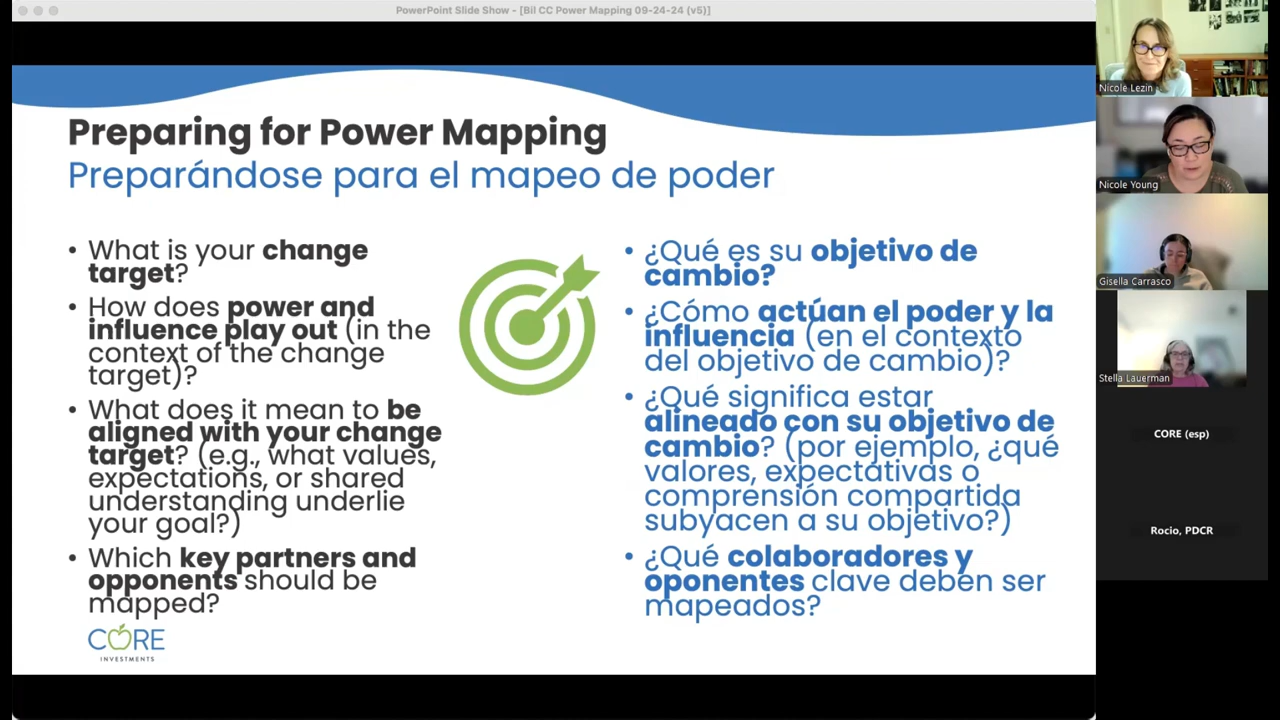 PowerPoint Slide Show - [Bil CC Power Mapping 09-24-24 (v5)]
Preparing for Power Mapping
Preparándose para el mapeo de poder
• What is your change
target?
• How does power and
influence play out (in the
context of the change
target)?
• What does it mean to be
aligned with your change
target? (e.g., what values,
expectations, or shared
understanding underlie
your goal?)
• Which key partners and
opponents should be
mapped?
• ¿Qué es su objetivo de
cambio?
• ¿Cómo actúan el poder y la
influencia (en el contexto
del objetivo de cambio)?
• ¿Qué significa estar
alineado con su objetivo de
cambio? (por ejemplo, ¿qué
valores, expectativas o
comprensión compartida
subyacen a su objetivo?)
• ¿Qué colaboradores y
oponentes clave deben ser
mapeados?
CORE
INVESTMENTS
Nicole Lezin
Nicole Young
Gisella Carrasco
Stella Lauerman
CORE (esp)
Rocio, PDCR